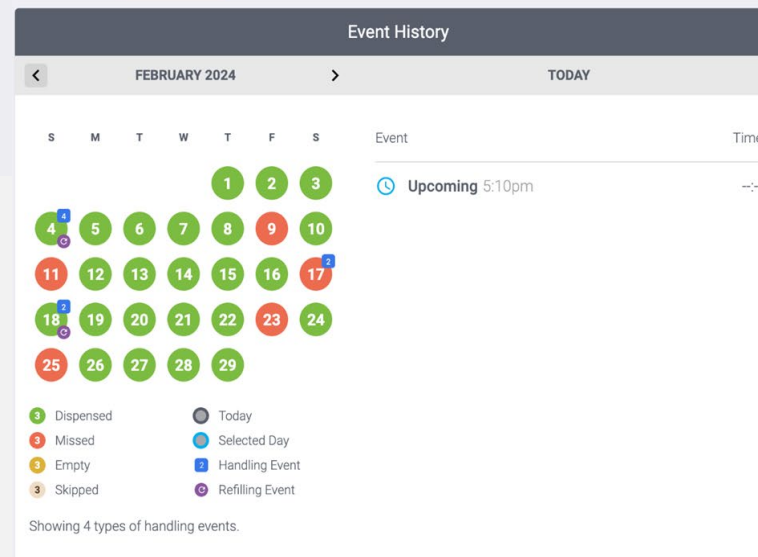 Event History
FEBRUARY 2024
TODAY
S M T W T F S
1 2 3
4 4 5 6 7 8 9 10
11 12 13 14 15 16 17 2
18 2 19 20 21 22 23 24
25 26 27 28 29
Event Time
Upcoming 5:10pm --:-
3 Dispensed
Today
3 Missed
Selected Day
3 Empty
2 Handling Event
3 Skipped
Refilling Event
Showing 4 types of handling events.